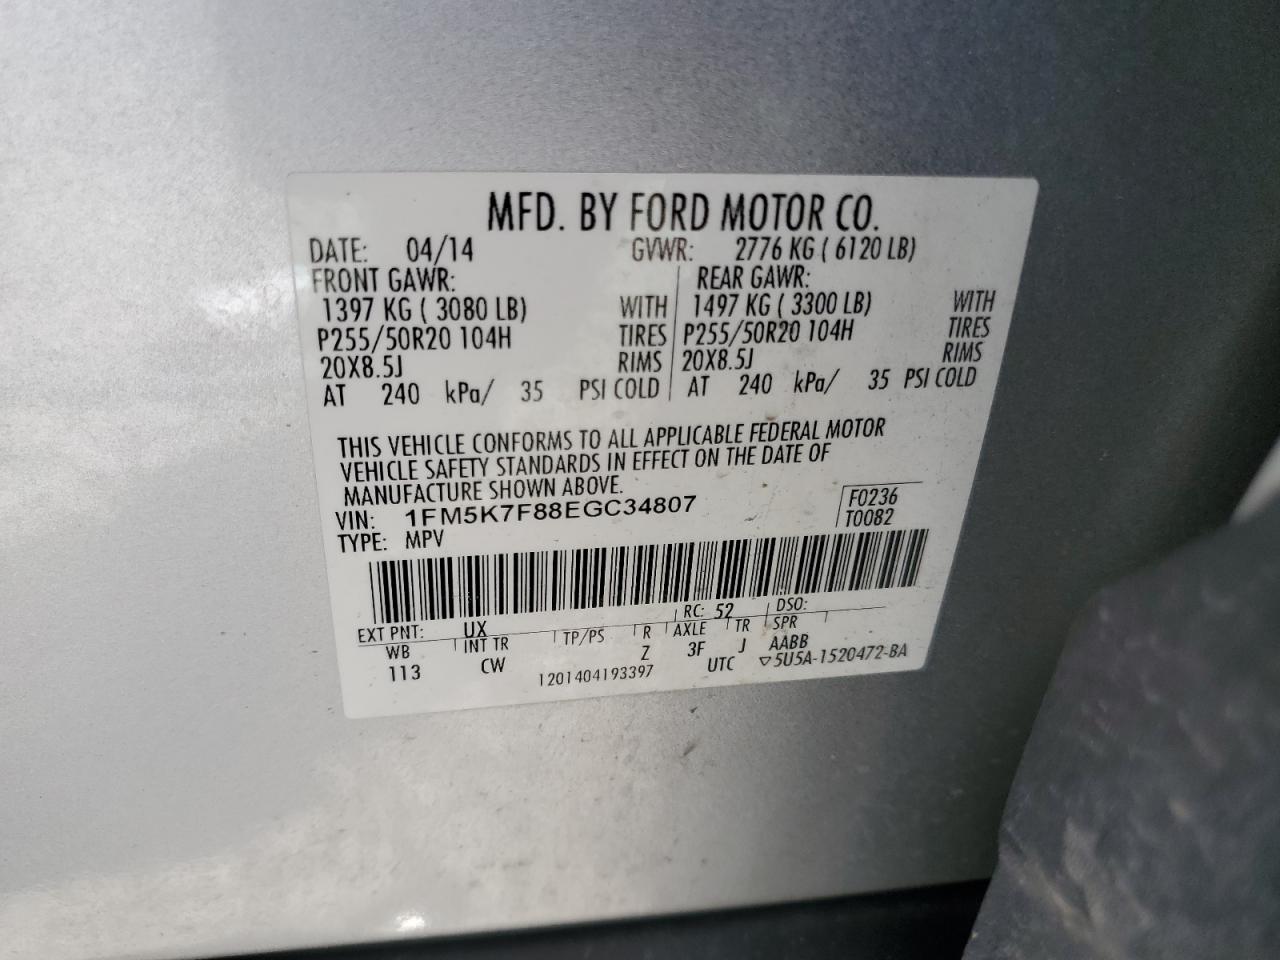 MFD. BY FORD MOTOR CO.
DATE: 04/14 GVWR: 2776 KG ( 6120 LB)
FRONT GAWR: REAR GAWR:
1397 KG ( 3080 LB) WITH 1497 KG ( 3300 LB) WITH
P255/50R20 104H TIRES P255/50R20 104H TIRES
20X8.5J RIMS 20X8.5J RIMS
AT 240 kPa/ 35 PSI COLD AT 240 kPa/ 35 PSI COLD
THIS VEHICLE CONFORMS TO ALL APPLICABLE FEDERAL MOTOR
VEHICLE SAFETY STANDARDS IN EFFECT ON THE DATE OF
MANUFACTURE SHOWN ABOVE.
VIN: 1FM5K7F88EGC34807 F0236
TYPE: MPV T0082
EXT PNT: UX RC: 52 DSO:
WB INT TR TP/PS R AXLE TR SPR
113 CW Z 3F J AABB
1201404193397 UTC ▽5U5A-1520472-BA